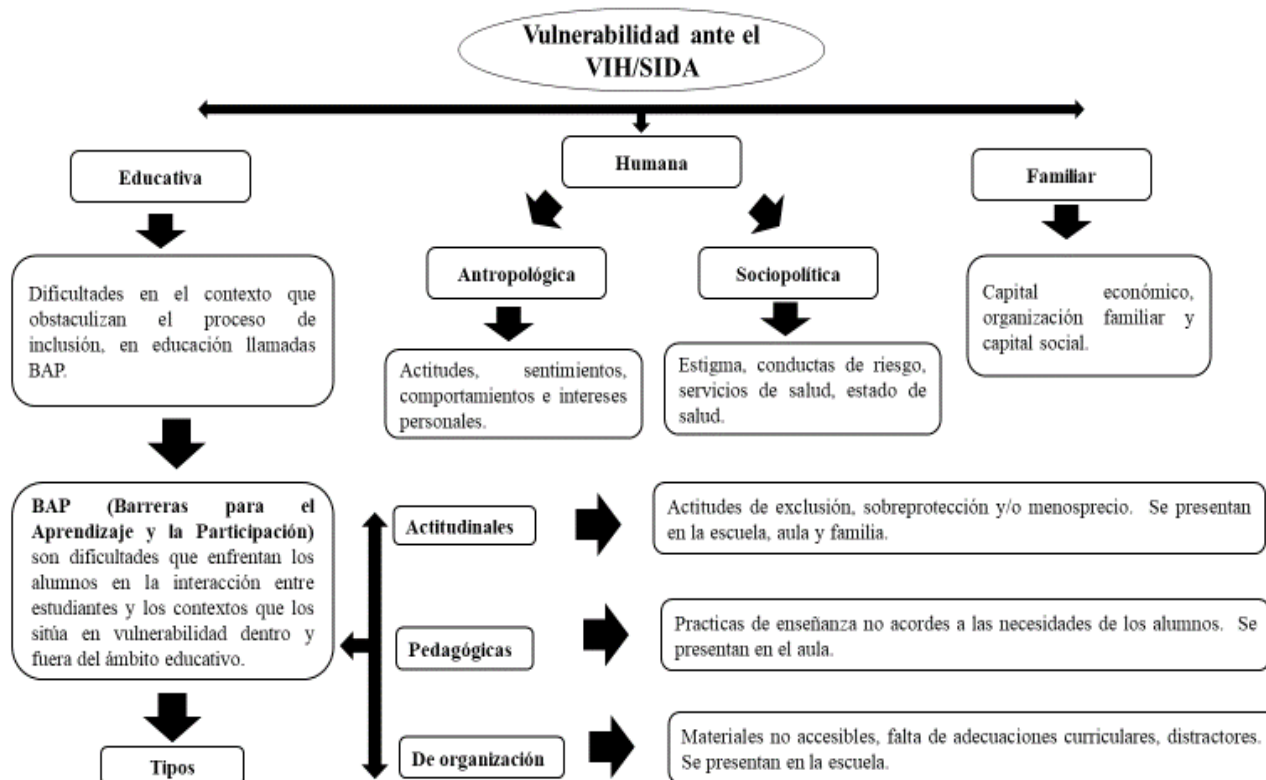 Vulnerabilidad ante el
VIH/SIDA
Educativa
Humana
Familiar
Antropológica
Sociopolítica
Dificultades en el contexto que
obstaculizan el proceso de
inclusión, en educación llamadas
BAP.
Actitudes, sentimientos,
comportamientos e intereses
personales.
Estigma, conductas de riesgo,
servicios de salud, estado de
salud.
Capital económico,
organización familiar y
capital social.
BAP (Barreras para el
Aprendizaje y la Participación)
son dificultades que enfrentan los
alumnos en la interacción entre
estudiantes y los contextos que los
sitúa en vulnerabilidad dentro y
fuera del ámbito educativo.
Tipos
Actitudinales
Actitudes de exclusión, sobreprotección y/o menosprecio. Se presentan
en la escuela, aula y familia.
Pedagógicas
Practicas de enseñanza no acordes a las necesidades de los alumnos. Se
presentan en el aula.
De organización
Materiales no accesibles, falta de adecuaciones curriculares, distractores.
Se presentan en la escuela.